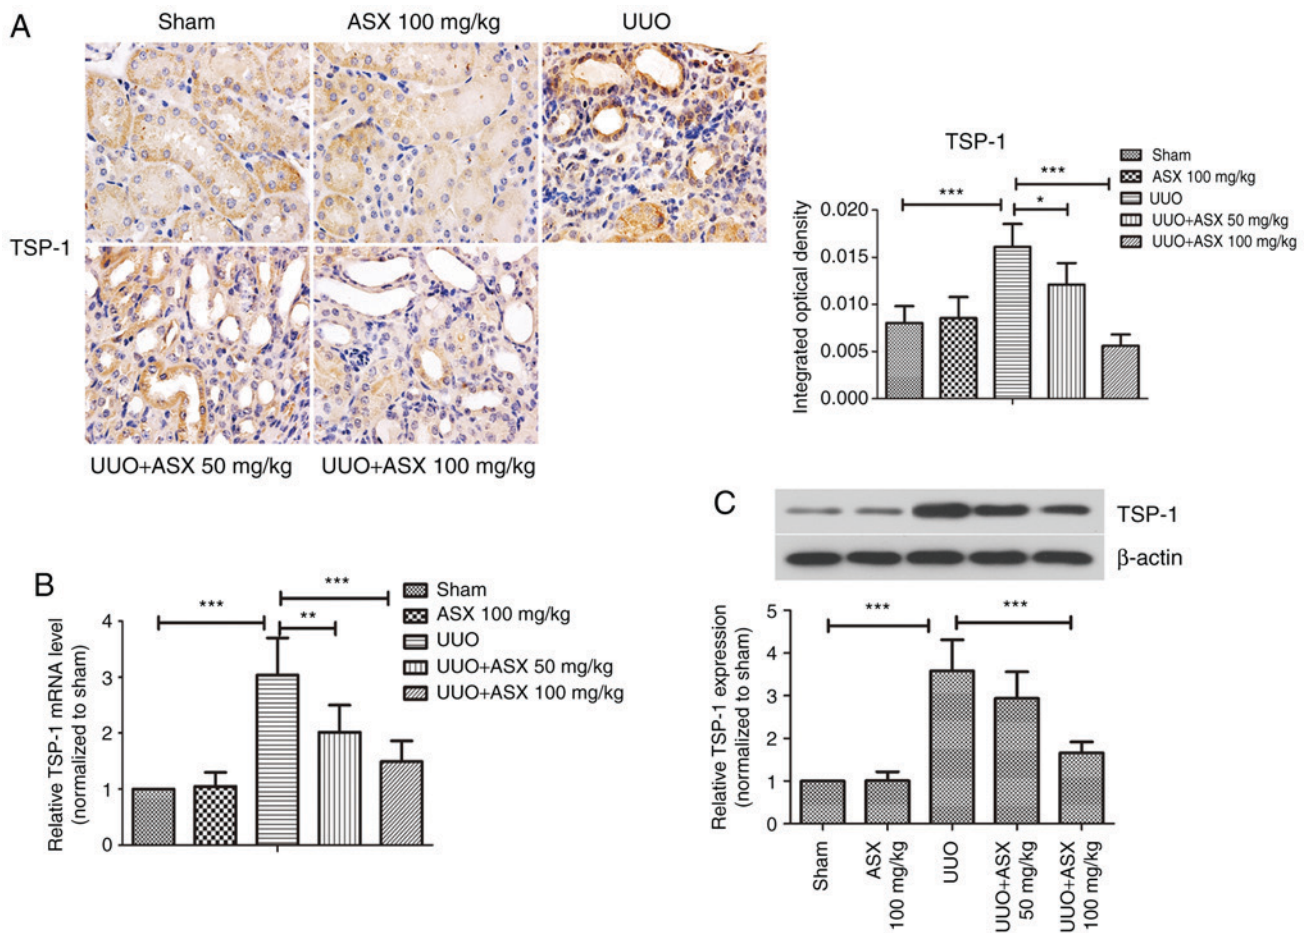 A
Sham
ASX 100 mg/kg
UUO
TSP-1
UUO+ASX 50 mg/kg
UUO+ASX 100 mg/kg
TSP-1
Sham
ASX 100 mg/kg
UUO
UUO+ASX 50 mg/kg
UUO+ASX 100 mg/kg
***
***
*
Integrated optical density
0.020
0.015
0.010
0.005
0.000
B
Sham
ASX 100 mg/kg
UUO
UUO+ASX 50 mg/kg
UUO+ASX 100 mg/kg
***
***
**
Relative TSP-1 mRNA level
(normalized to sham)
4
3
2
1
0
C
TSP-1
β-actin
***
***
Relative TSP-1 expression
(normalized to sham)
5
4
3
2
1
0
Sham
ASX
100 mg/kg
UUO
UUO+ASX
50 mg/kg
UUO+ASX
100 mg/kg